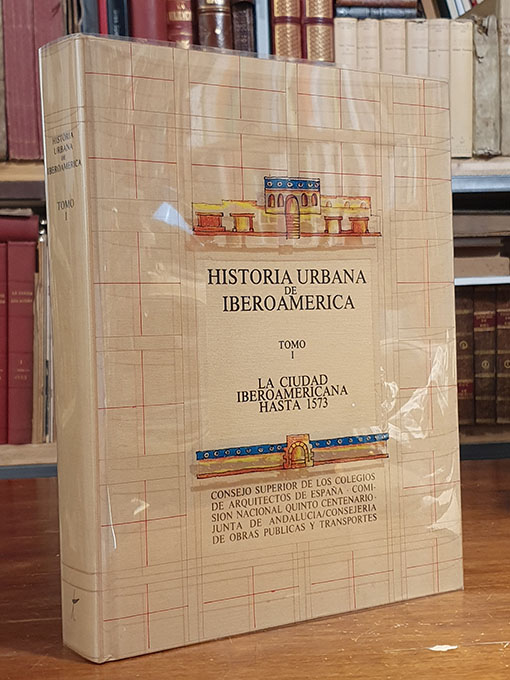 HISTORIA
URBANA
DE
IBEROAMERICA
TOMO
I
HISTORIA URBANA
DE
IBEROAMERICA
TOMO
I
LA CIUDAD
IBEROAMERICANA
HASTA 1573
CONSEJO SUPERIOR DE LOS COLEGIOS
DE ARQUITECTOS DE ESPAÑA · COMI-
SION NACIONAL QUINTO CENTENARIO ·
JUNTA DE ANDALUCIA/CONSEJERIA
DE OBRAS PUBLICAS Y TRANSPORTES